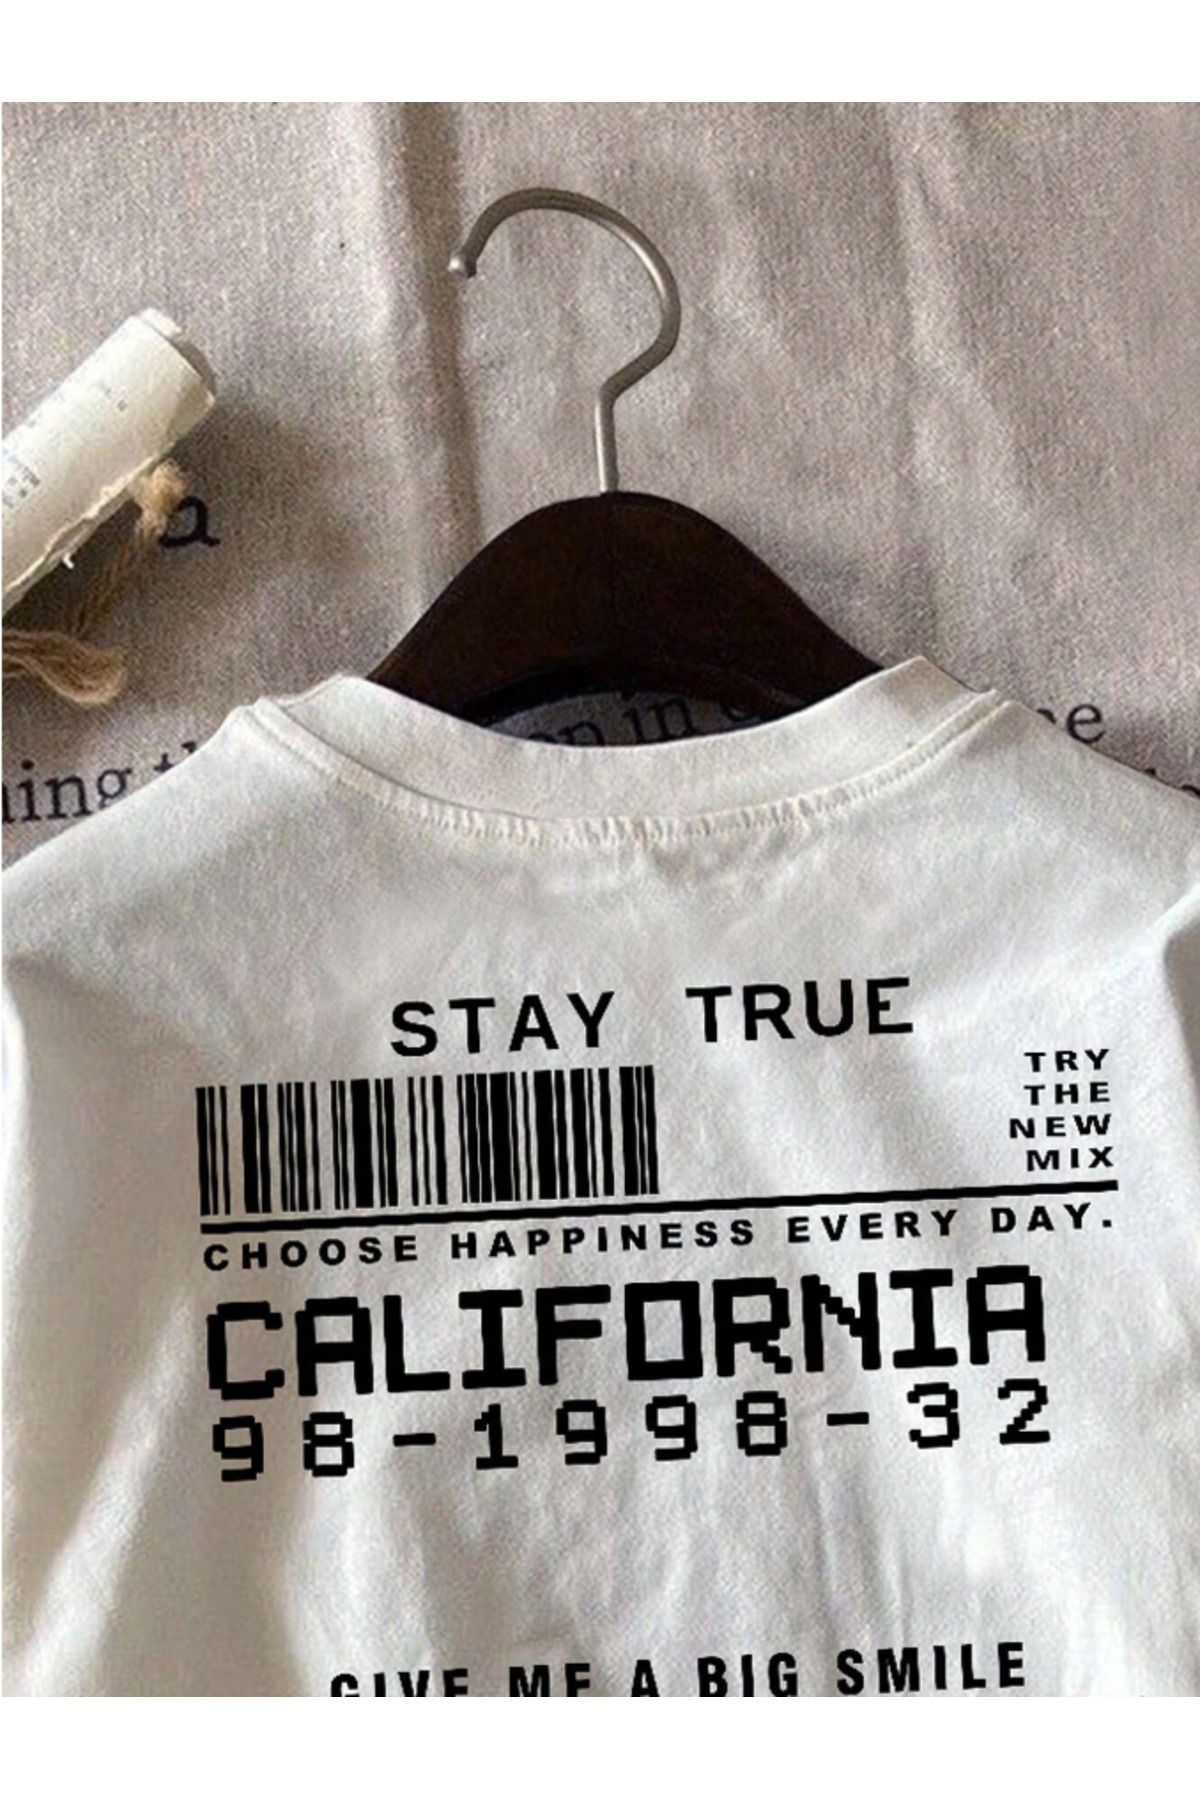 STAY TRUE
TRY
THE
NEW
MIX
CHOOSE HAPPINESS EVERY DAY.
CALIFORNIA
98-1998-32
GIVE ME A BIG SMILE